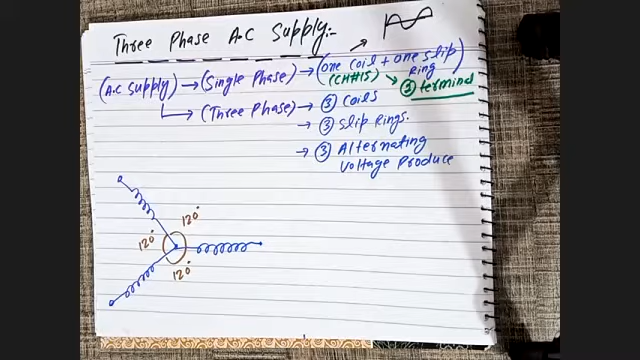 Three Phase A.C Supply:-
(A.C Supply) → (Single Phase) → (one coil + one slip Ring)
(CH#15) → ③ terminal
(Three Phase) → ③ Coils
→ ③ Slip Rings.
→ ③ Alternating
Voltage Produce
120°
120°
120°